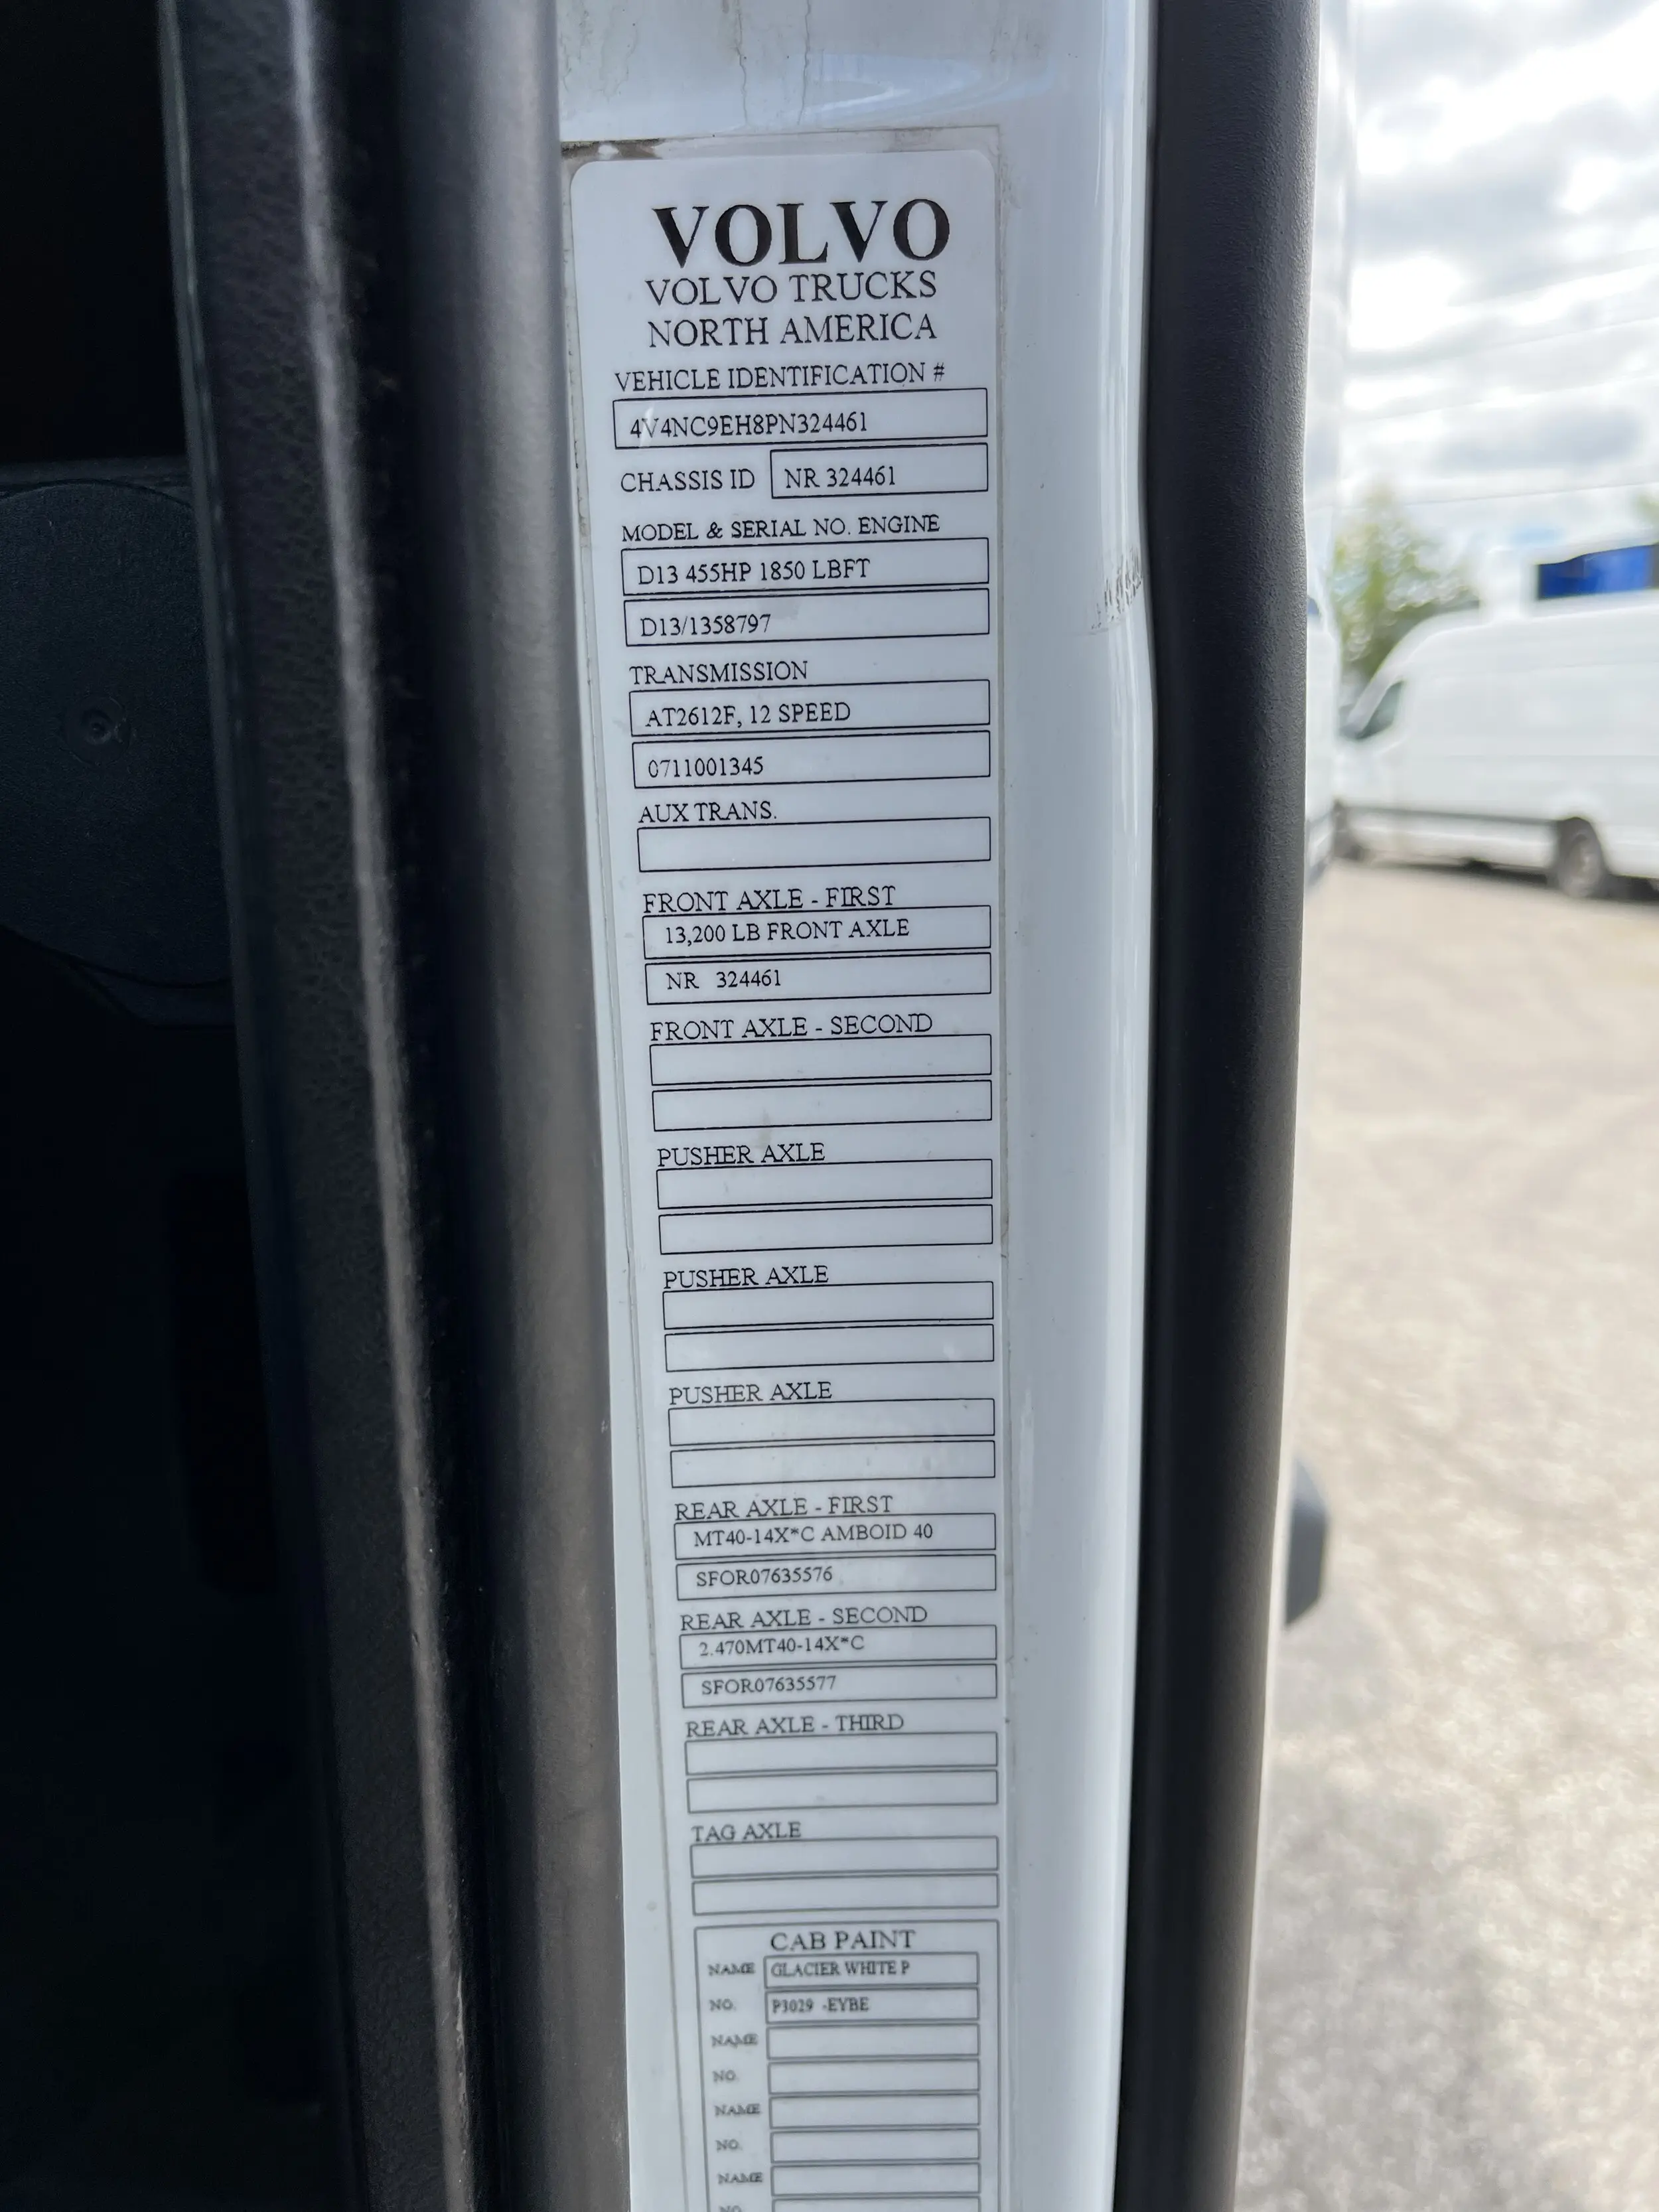 VOLVO
VOLVO TRUCKS
NORTH AMERICA
VEHICLE IDENTIFICATION #
4V4NC9EH8PN324461
CHASSIS ID NR 324461
MODEL & SERIAL NO. ENGINE
D13 455HP 1850 LBFT
D13/1358797
TRANSMISSION
AT2612F, 12 SPEED
0711001345
AUX TRANS.
FRONT AXLE - FIRST
13,200 LB FRONT AXLE
NR 324461
FRONT AXLE - SECOND
PUSHER AXLE
PUSHER AXLE
PUSHER AXLE
REAR AXLE - FIRST
MT40-14X*C AMBOID 40
SFOR07635576
REAR AXLE - SECOND
2.470MT40-14X*C
SFOR07635577
REAR AXLE - THIRD
TAG AXLE
CAB PAINT
NAME GLACIER WHITE P
NO. P3029 -EYBE
NAME
NO.
NAME
NO.
NAME
NO.